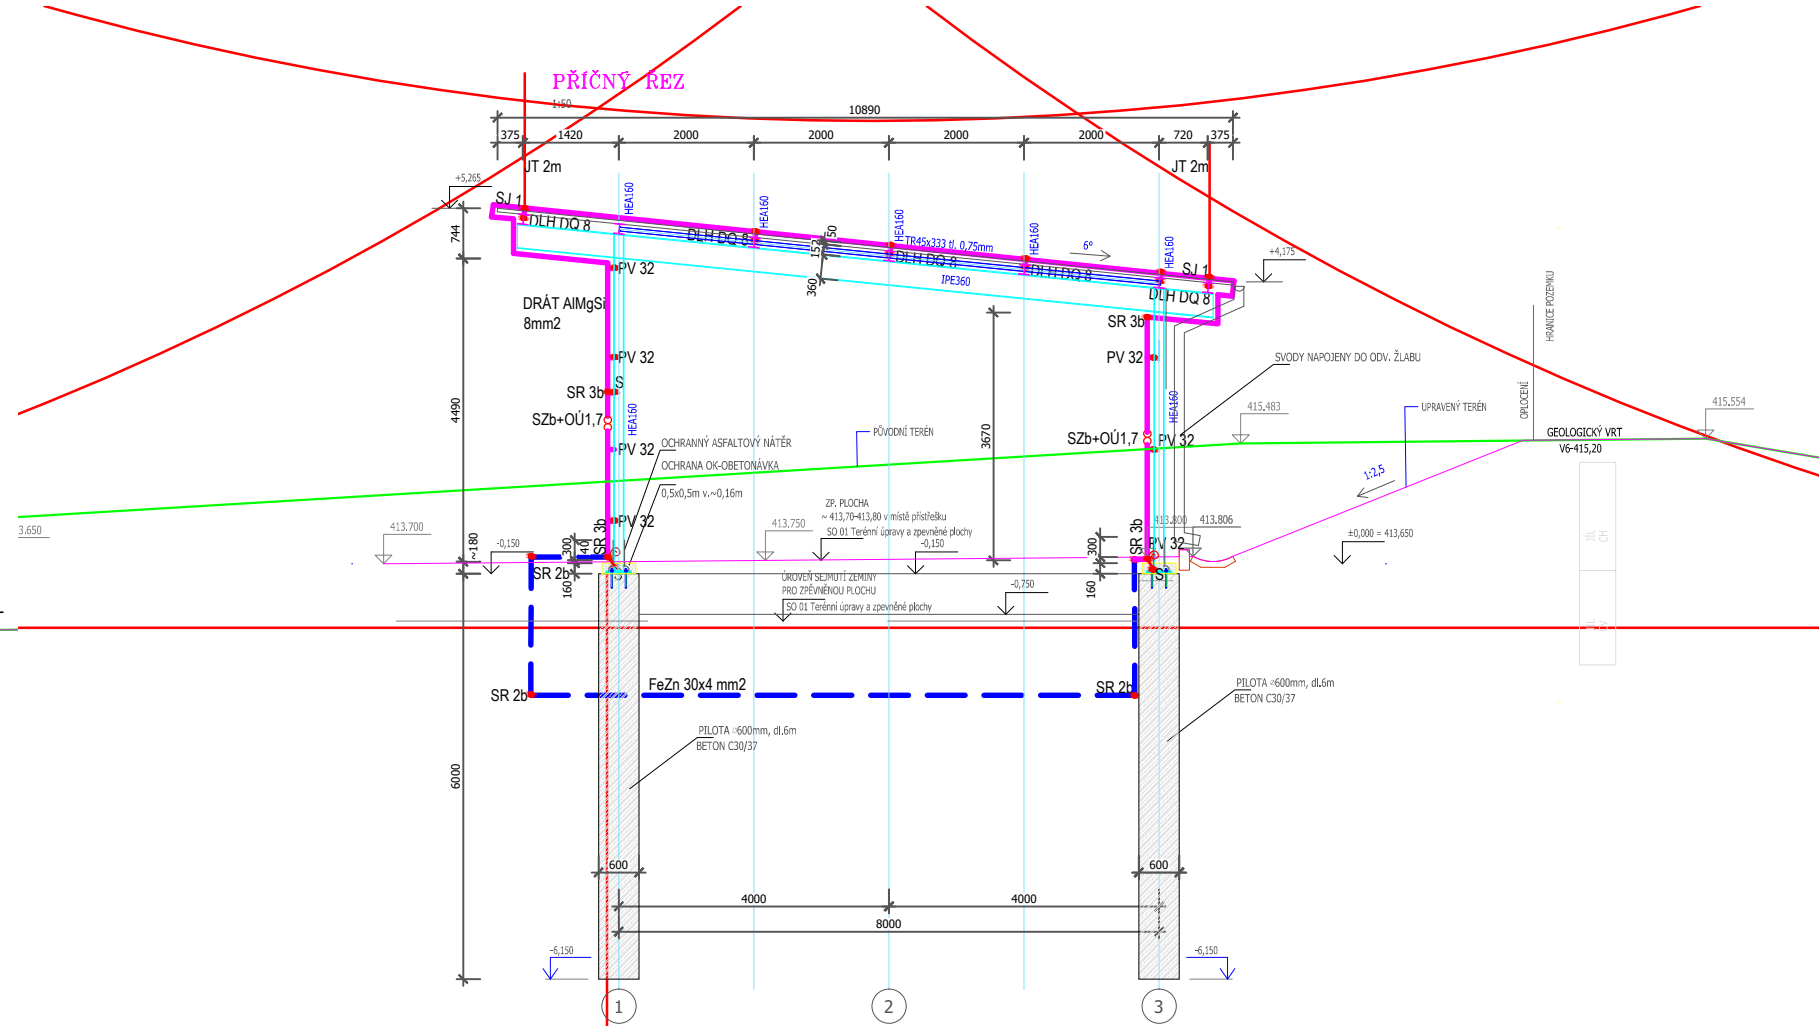 PŘÍČNÝ ŘEZ
1:50
10890
375
1420
2000
2000
2000
2000
720
375
JT 2m
JT 2m
+5,265
SJ 1
HEA160
HEA160
HEA160
HEA160
HEA160
DLH DQ 8
DLH DQ 8
DLH DQ 8
DLH DQ 8
DLH DQ 8
50
152
360
TR45x333 tl. 0,75mm
6°
IPE360
SJ 1
+4,175
744
PV 32
DRÁT AlMgSi
8mm2
SR 3b
PV 32
PV 32
SVODY NAPOJENY DO ODV. ŽLABU
HRANICE POZEMKU
OPLOCENÍ
S
SR 3b
HEA160
HEA160
4490
3670
SZb+OÚ1,7
SZb+OÚ1,7
PV 32
PV 32
OCHRANNÝ ASFALTOVÝ NÁTĚR
OCHRANA OK-OBETONÁVKA
0,5x0,5m v.~0,16m
PŮVODNÍ TERÉN
415.483
UPRAVENÝ TERÉN
415.554
GEOLOGICKÝ VRT
V6-415,20
1:2,5
3.650
413.700
PV 32
SR 3b
ZP. PLOCHA
~ 413,70-413,80 v místě přístřešku
SO 01 Terénní úpravy a zpevněné plochy
413.750
413.800
413.806
±0,000 = 413,650
~180
-0,150
300
40
160
SR 2b
S
-0,150
SR 3b
PV 32
300
160
S
ÚROVEŇ SEJMUTÍ ZEMINY
PRO ZPĚVNĚNOU PLOCHU
SO 01 Terénní úpravy a zpevněné plochy
-0,750
SR 2b
FeZn 30x4 mm2
SR 2b
PILOTA ⌀600mm, dl.6m
BETON C30/37
PILOTA ⌀600mm, dl.6m
BETON C30/37
6000
600
600
4000
4000
8000
-6,150
-6,150
1
2
3